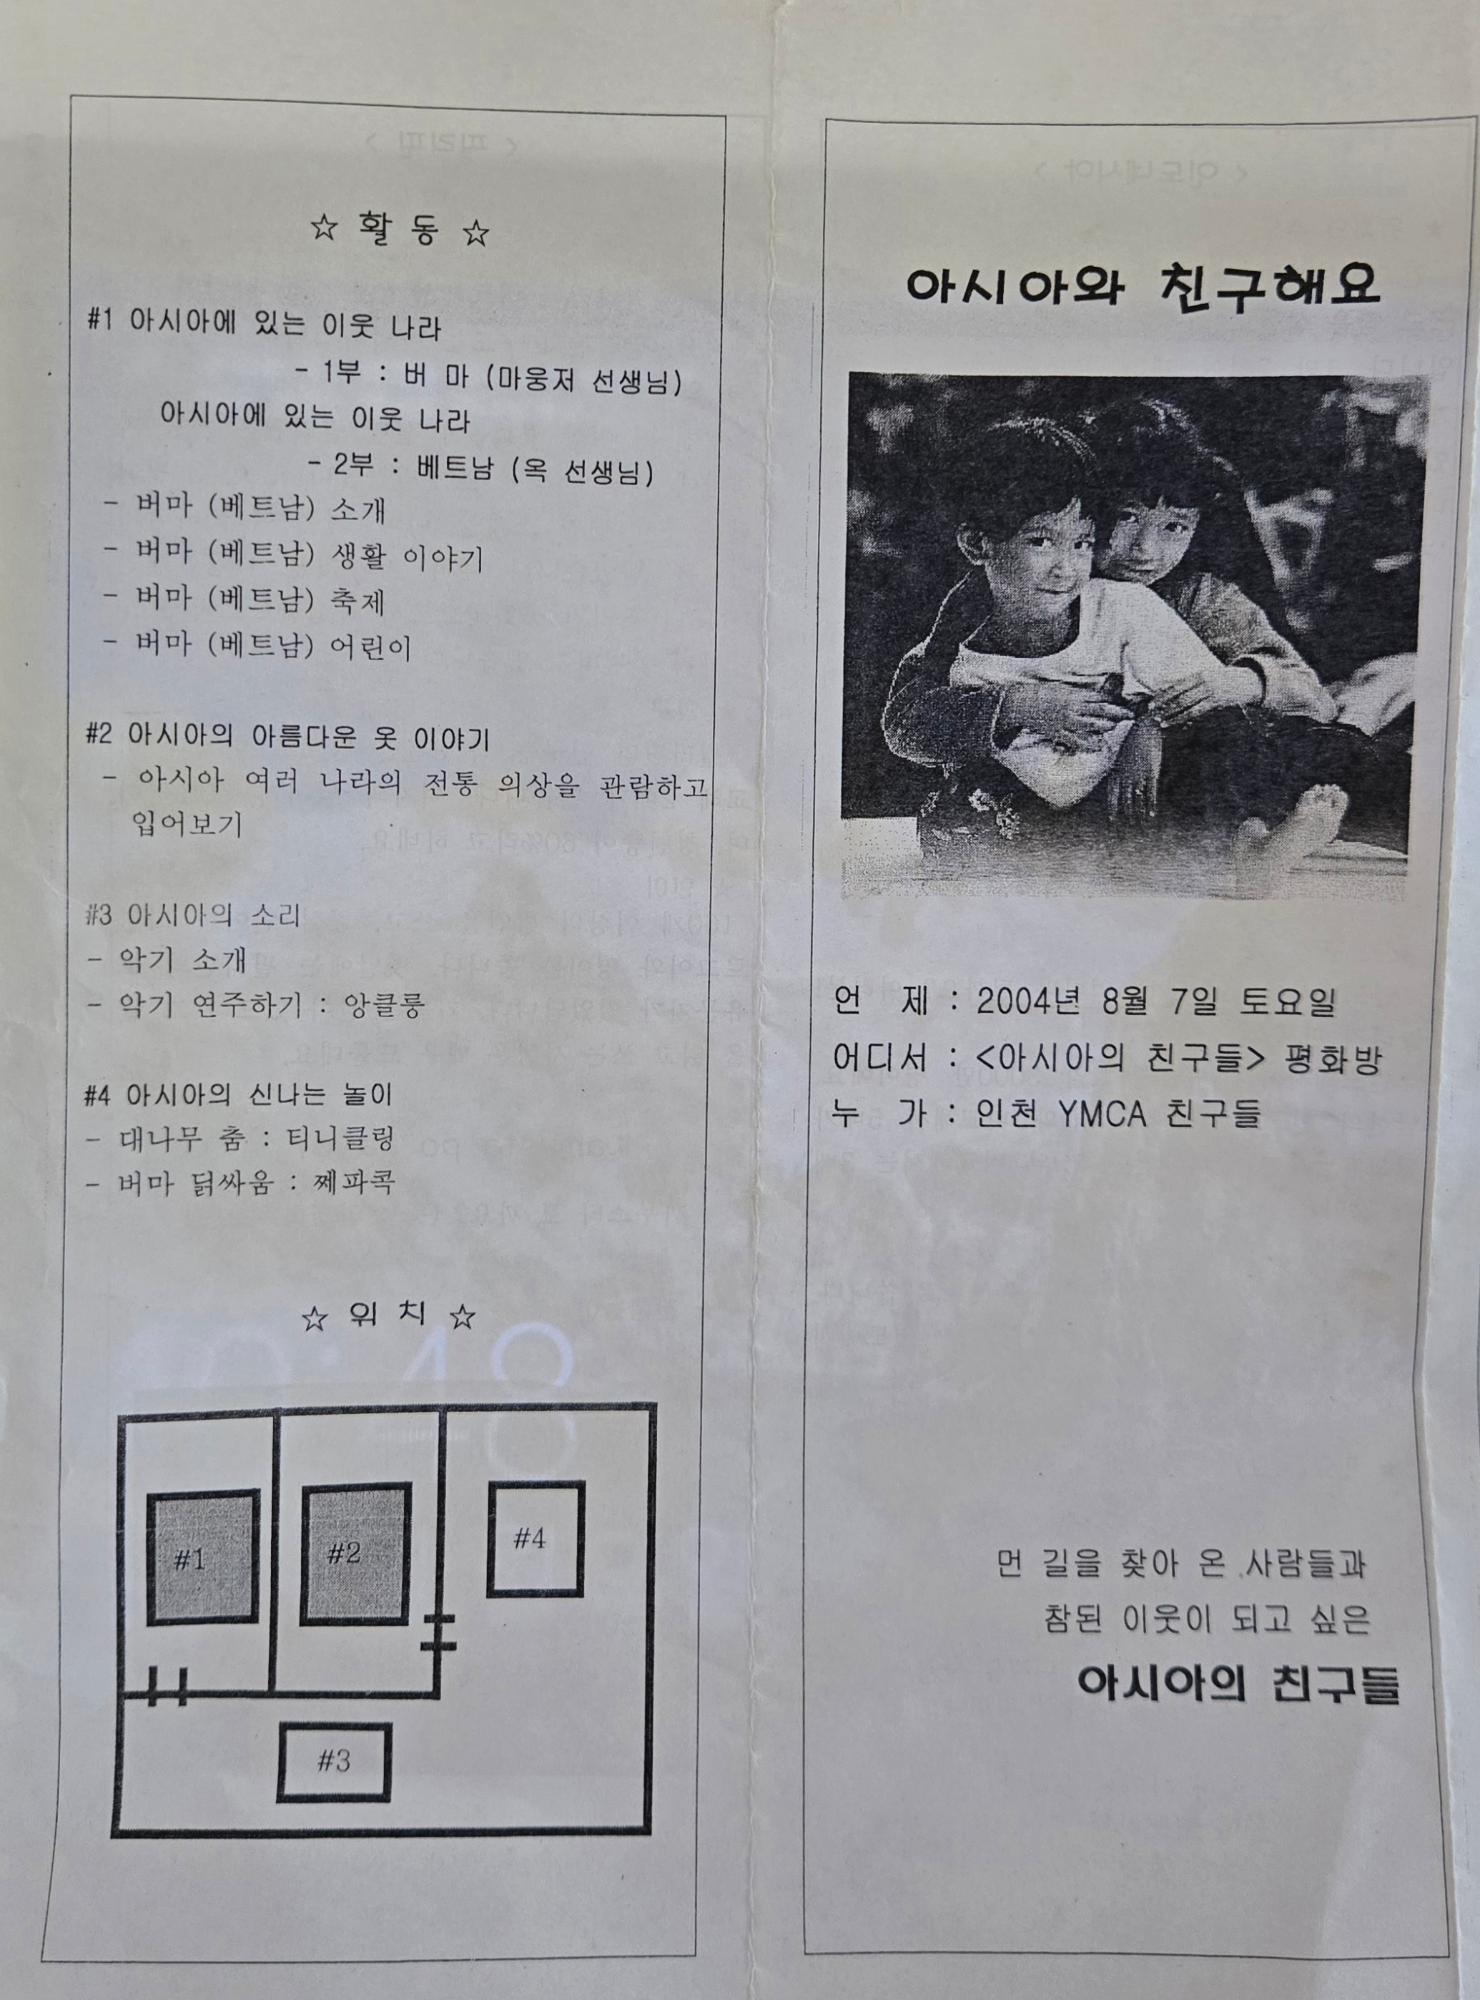 ☆ 활 동 ☆
#1 아시아에 있는 이웃 나라
- 1부 : 버 마 (마웅저 선생님)
아시아에 있는 이웃 나라
- 2부 : 베트남 (옥 선생님)
- 버마 (베트남) 소개
- 버마 (베트남) 생활 이야기
- 버마 (베트남) 축제
- 버마 (베트남) 어린이
#2 아시아의 아름다운 옷 이야기
- 아시아 여러 나라의 전통 의상을 관람하고
입어보기
#3 아시아의 소리
- 악기 소개
- 악기 연주하기 : 앙클룽
#4 아시아의 신나는 놀이
- 대나무 춤 : 티니클링
- 버마 닭싸움 : 쩨파콕
☆ 위 치 ☆
#1
#2
#4
#3
아시아와 친구해요
언 제 : 2004년 8월 7일 토요일
어디서 : <아시아의 친구들> 평화방
누 가 : 인천 YMCA 친구들
먼 길을 찾아 온 사람들과
참된 이웃이 되고 싶은
아시아의 친구들